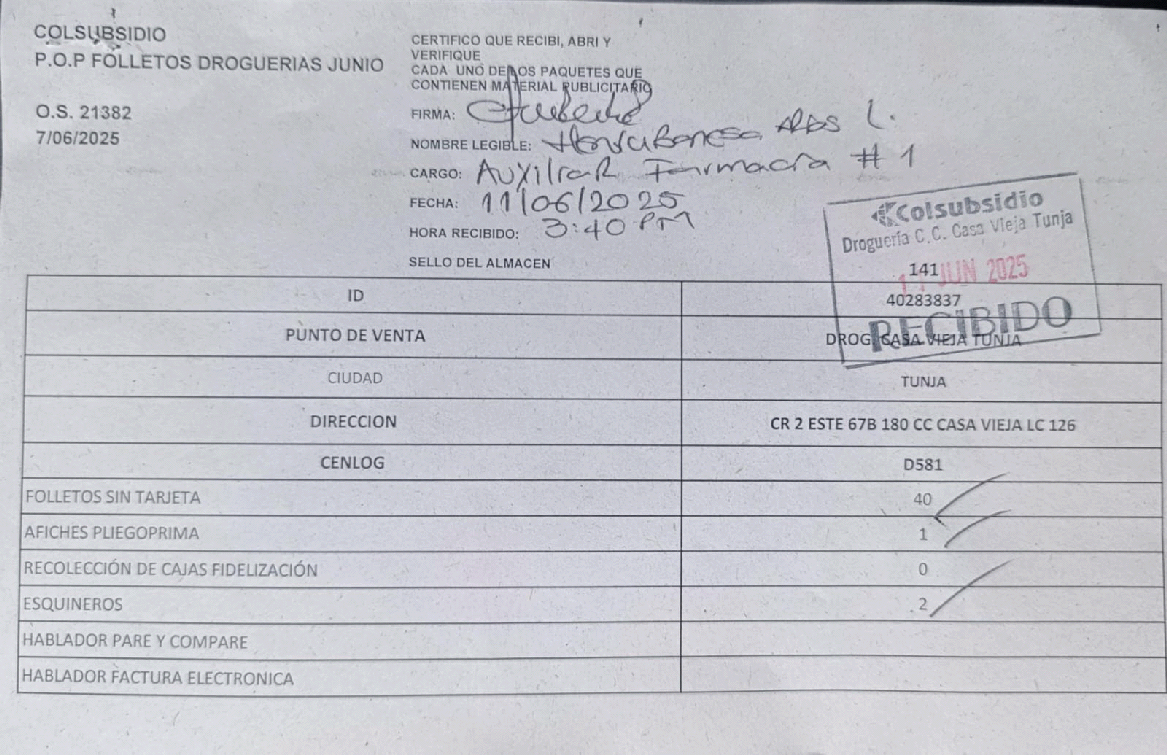 COLSUBSIDIO
P.O.P FOLLETOS DROGUERIAS JUNIO
O.S. 21382
7/06/2025
CERTIFICO QUE RECIBI, ABRI Y
VERIFIQUE
CADA UNO DE LOS PAQUETES QUE
CONTIENEN MATERIAL PUBLICITARIO
FIRMA:
NOMBRE LEGIBLE:
CARGO: Auxiliar Farmacia # 1
FECHA: 11/06/2025
HORA RECIBIDO: 3:40 PM
SELLO DEL ALMACEN
Colsubsidio
Droguería C.C. Casa Vieja Tunja
141
JUN 2025
RECIBIDO
ID 40283837
PUNTO DE VENTA DROG CASA VIEJA TUNJA
CIUDAD TUNJA
DIRECCION CR 2 ESTE 67B 180 CC CASA VIEJA LC 126
CENLOG D581
FOLLETOS SIN TARJETA 40
AFICHES PLIEGOPRIMA 1
RECOLECCIÓN DE CAJAS FIDELIZACIÓN 0
ESQUINEROS 2
HABLADOR PARE Y COMPARE
HABLADOR FACTURA ELECTRONICA